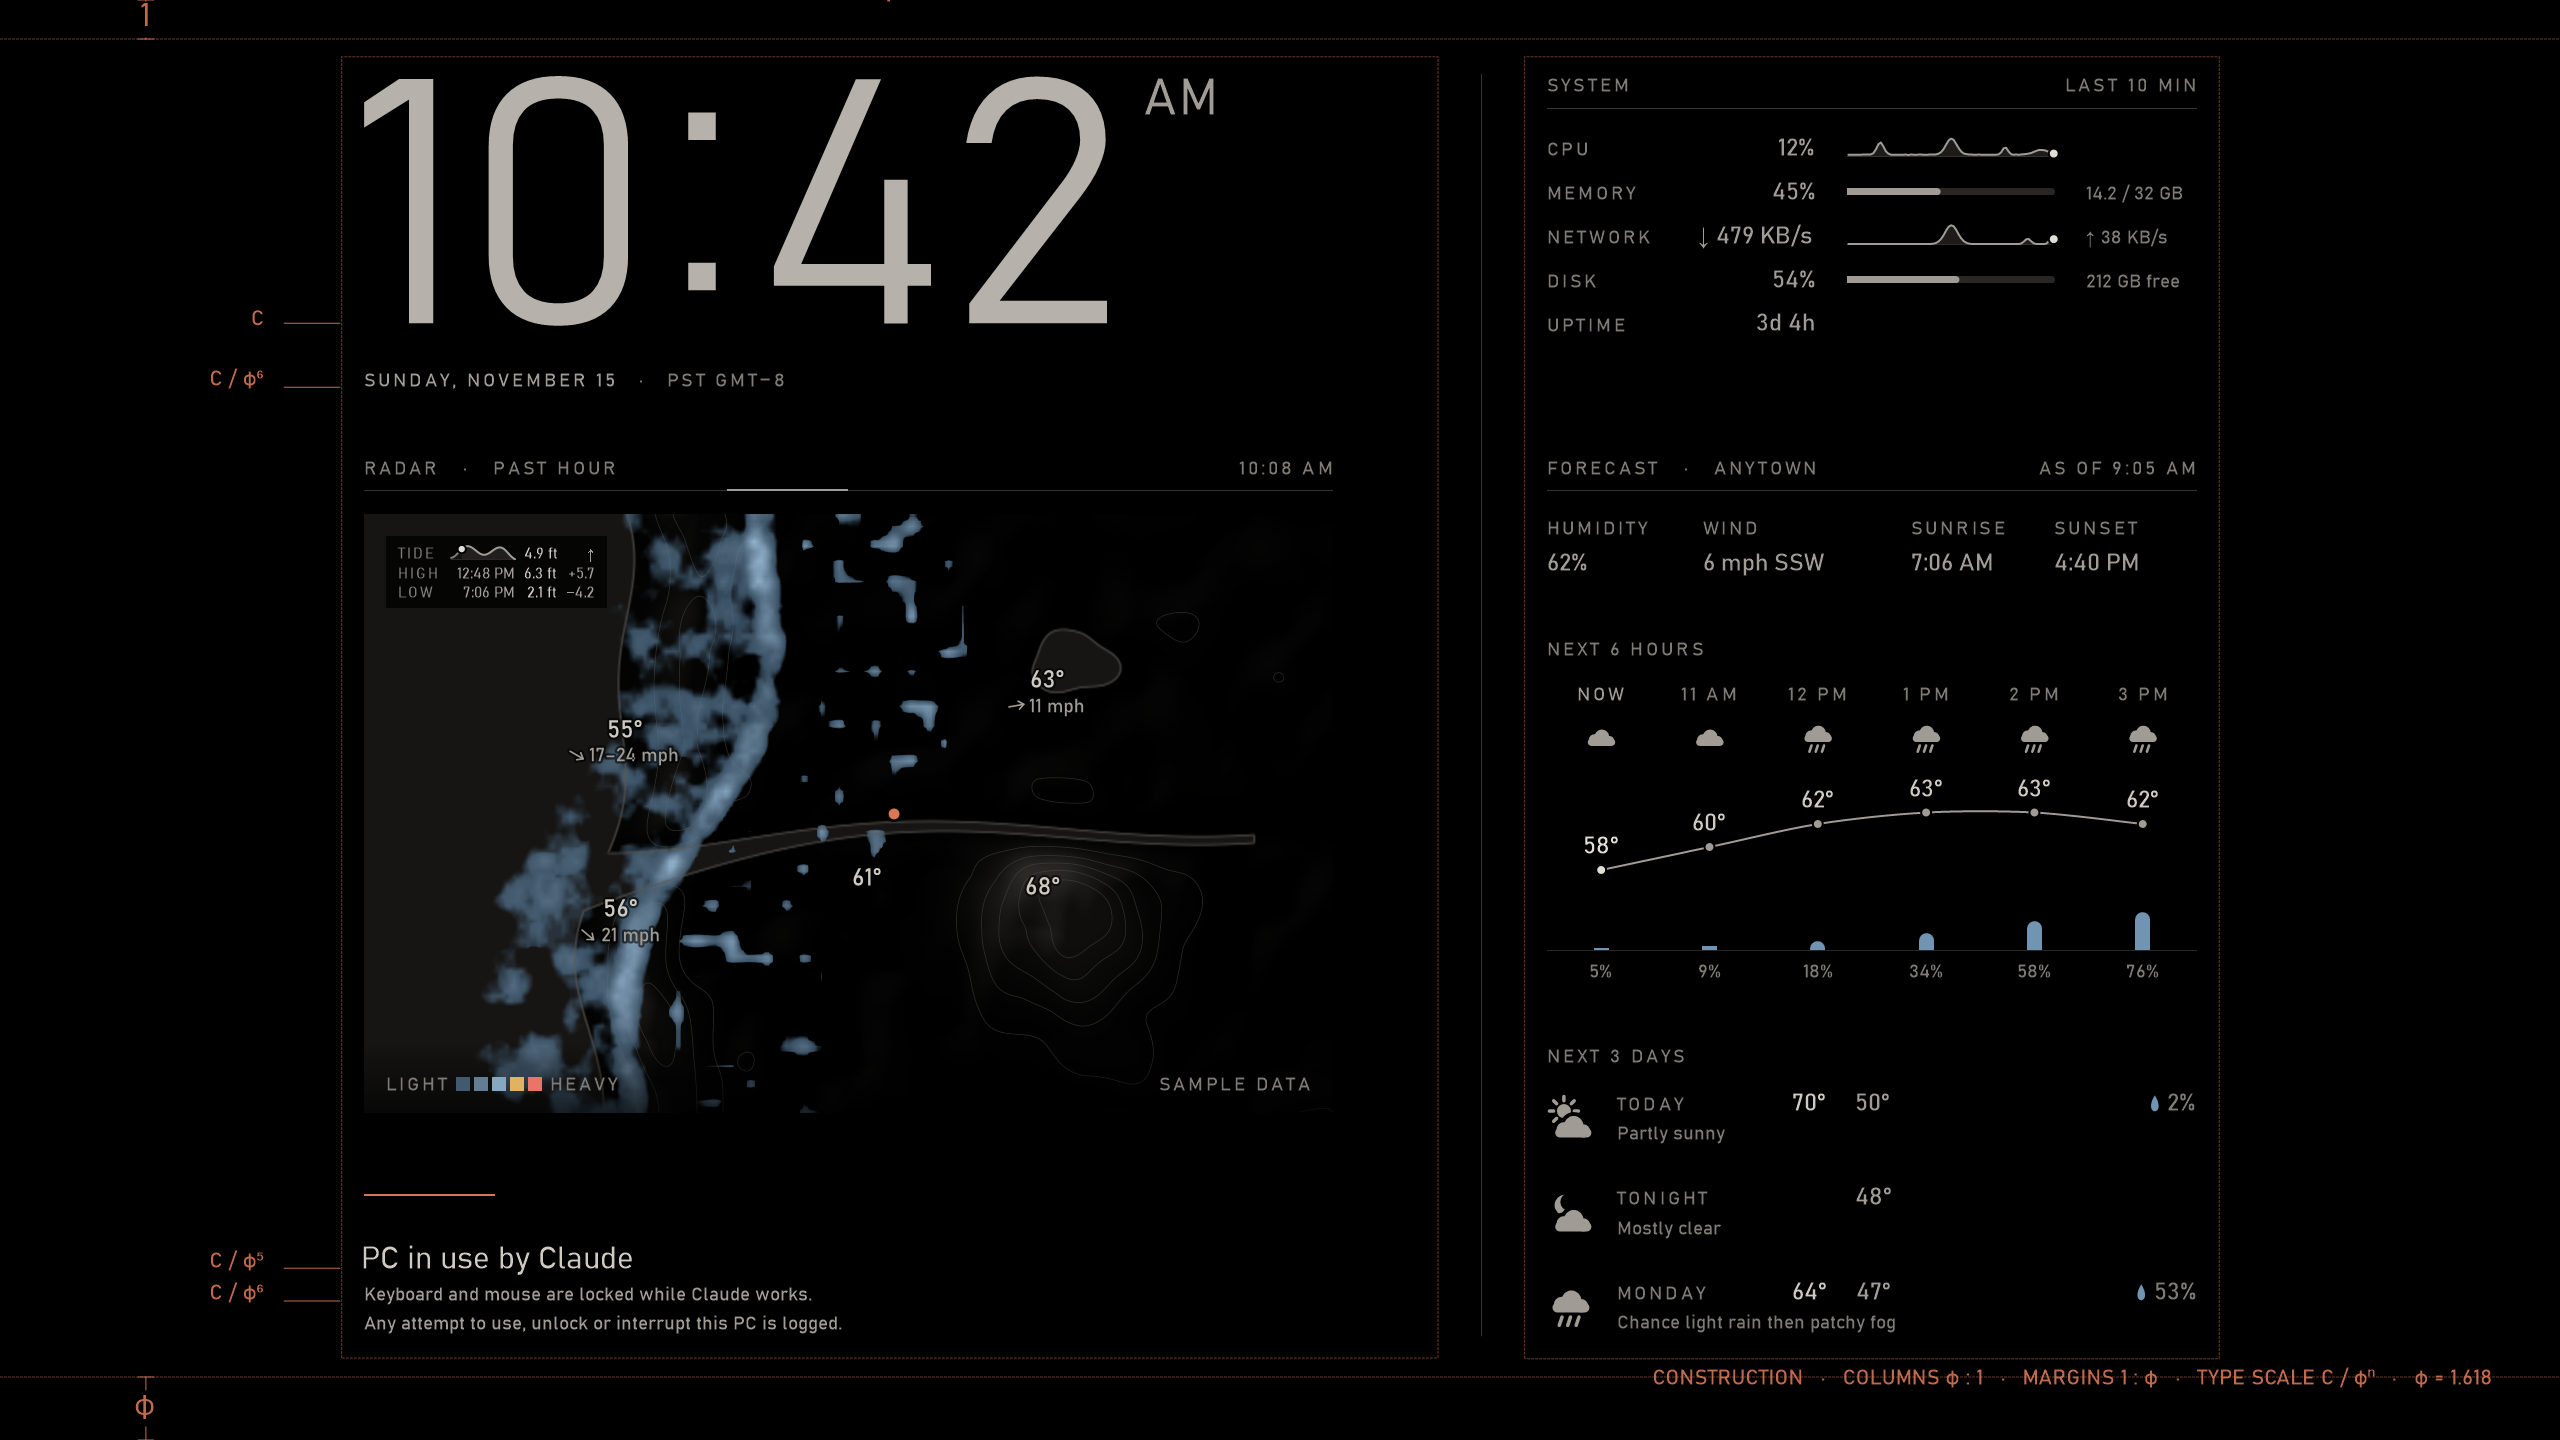 1
10:42 AM
C
C / φ⁶
SUNDAY, NOVEMBER 15 · PST GMT−8
RADAR · PAST HOUR 10:08 AM
TIDE 4.9 ft ↑
HIGH 12:48 PM 6.3 ft +5.7
LOW 7:06 PM 2.1 ft −4.2
63°
→ 11 mph
55°
↘ 17–24 mph
61°
68°
56°
↘ 21 mph
LIGHT HEAVY
SAMPLE DATA
C / φ⁵
PC in use by Claude
C / φ⁶
Keyboard and mouse are locked while Claude works.
Any attempt to use, unlock or interrupt this PC is logged.
SYSTEM LAST 10 MIN
CPU 12%
MEMORY 45% 14.2 / 32 GB
NETWORK ↓ 479 KB/s ↑ 38 KB/s
DISK 54% 212 GB free
UPTIME 3d 4h
FORECAST · ANYTOWN AS OF 9:05 AM
HUMIDITY WIND SUNRISE SUNSET
62% 6 mph SSW 7:06 AM 4:40 PM
NEXT 6 HOURS
NOW 11 AM 12 PM 1 PM 2 PM 3 PM
58° 60° 62° 63° 63° 62°
5% 9% 18% 34% 58% 76%
NEXT 3 DAYS
TODAY 70° 50° 2%
Partly sunny
TONIGHT 48°
Mostly clear
MONDAY 64° 47° 53%
Chance light rain then patchy fog
CONSTRUCTION · COLUMNS φ : 1 · MARGINS 1 : φ · TYPE SCALE C / φⁿ · φ = 1.618
φ